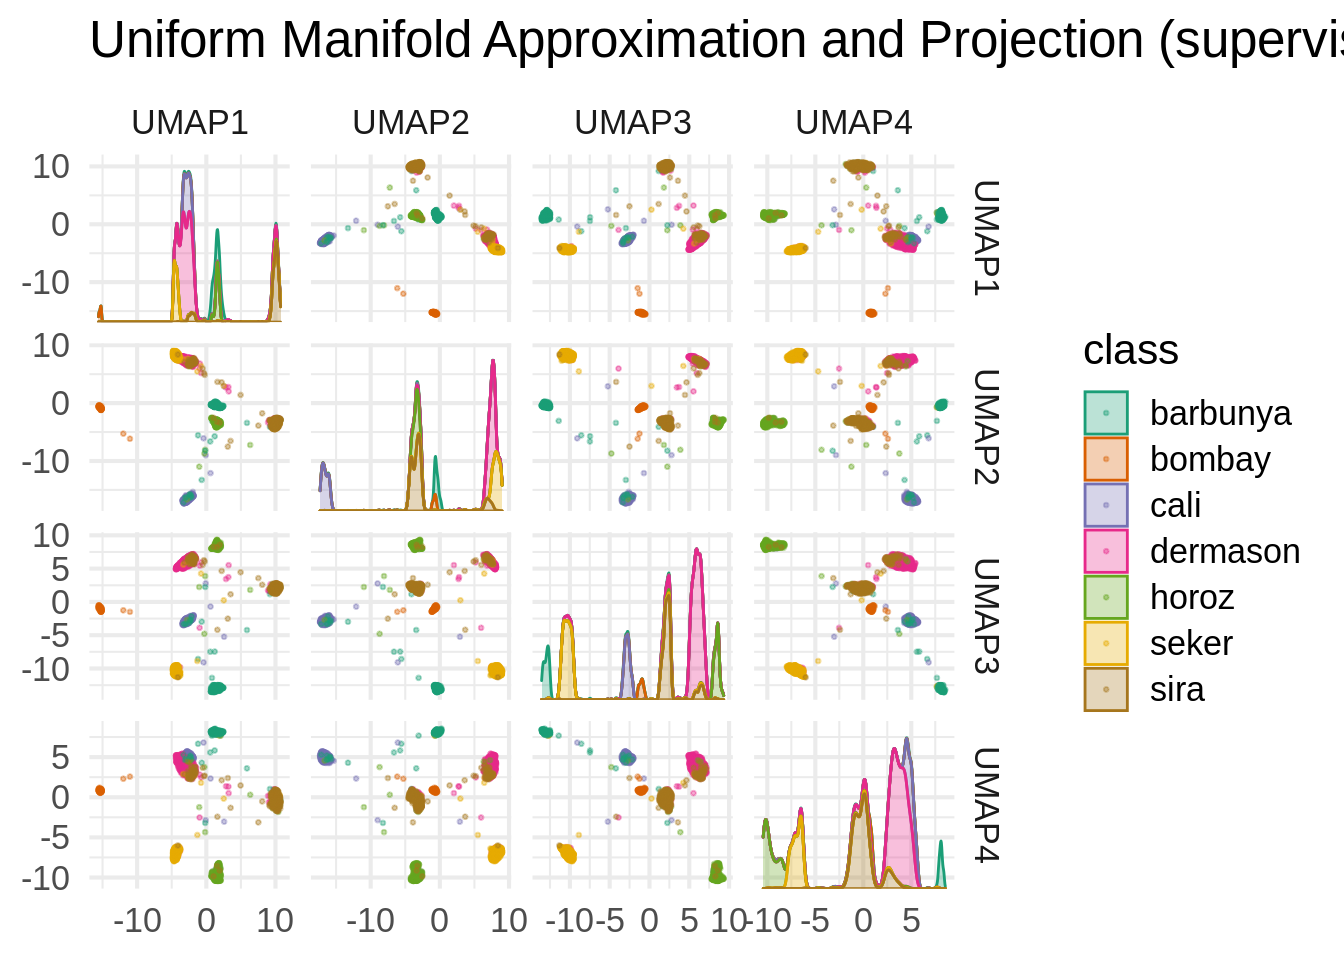 Uniform Manifold Approximation and Projection (supervis
UMAP1 UMAP2 UMAP3 UMAP4
10
0
-10
UMAP1
10
0
-10
UMAP2
10
5
0
-5
-10
UMAP3
5
0
-5
-10
UMAP4
-10 0 10 -10 0 10 -10 -5 0 5 10 -10 -5 0 5
class
barbunya
bombay
cali
dermason
horoz
seker
sira